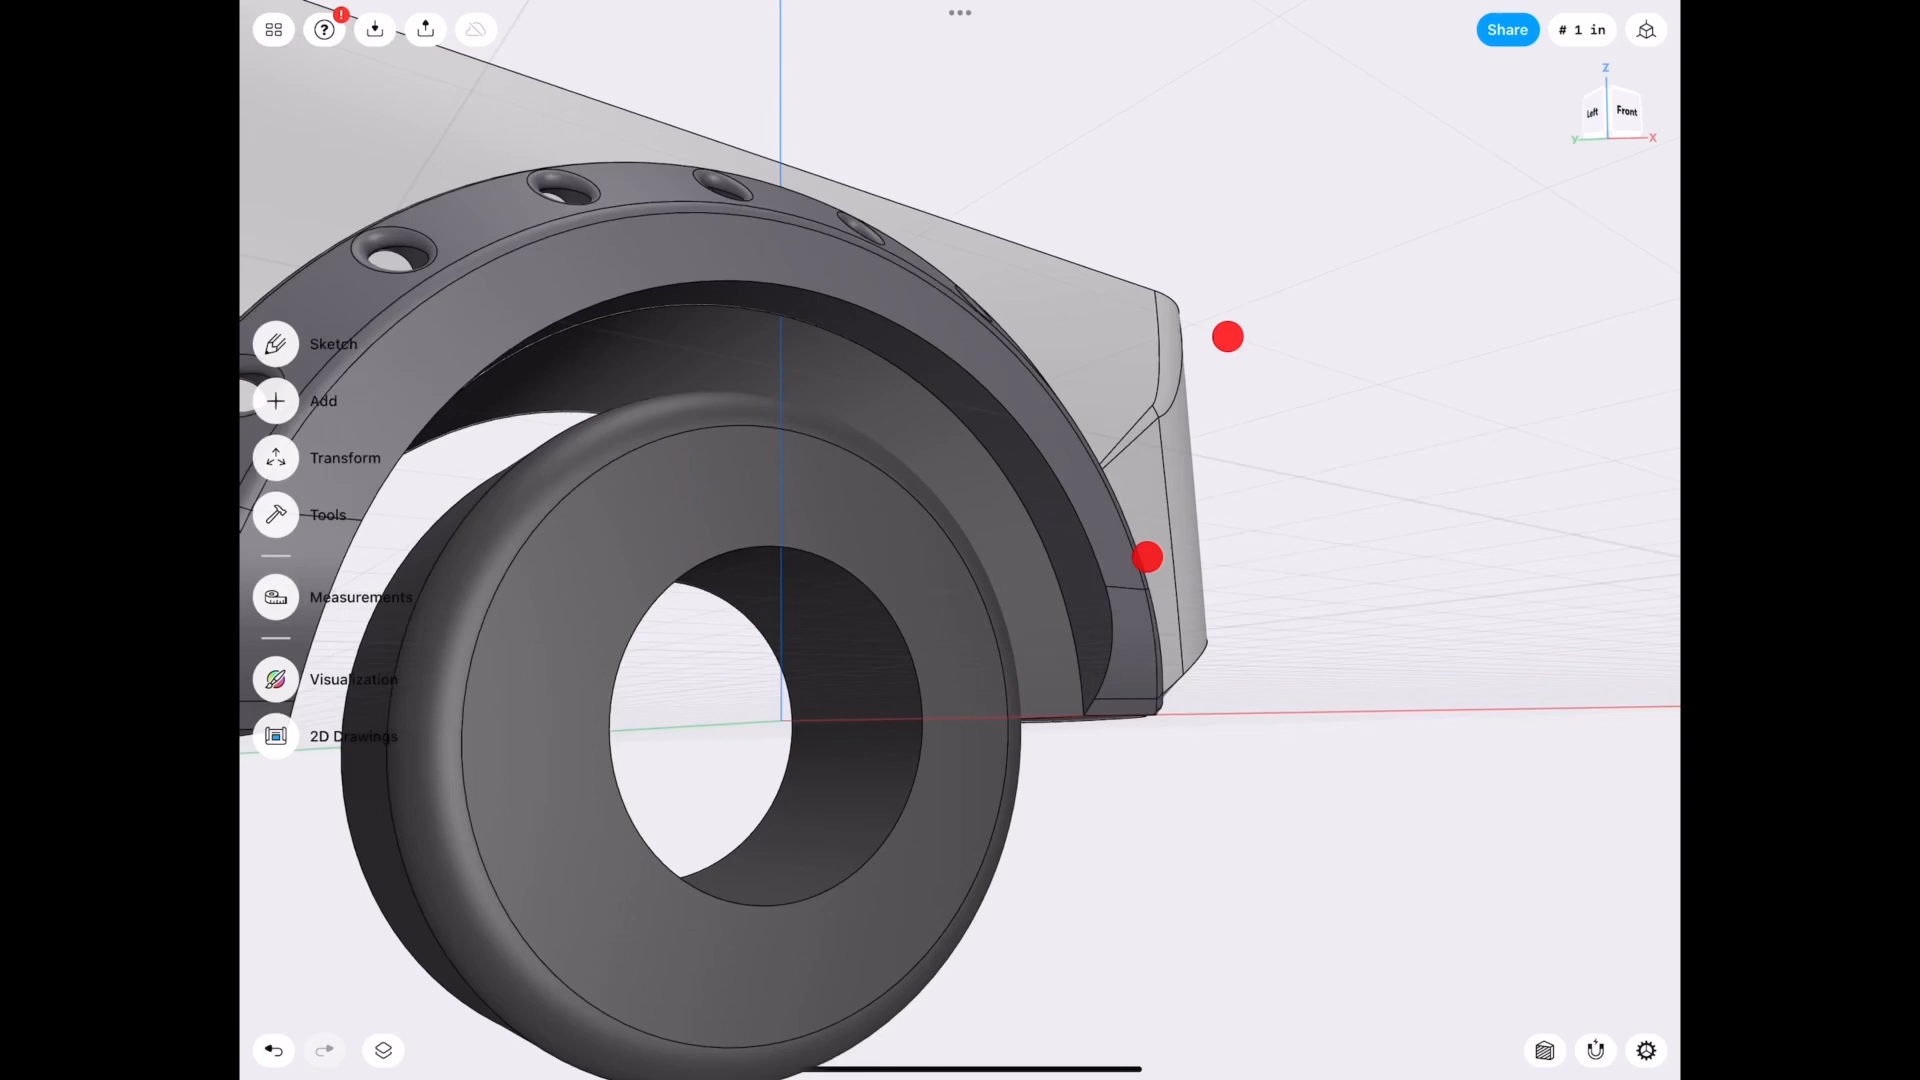 !
?
Share
# 1 in
Z
Left
Front
Y
X
Sketch
Add
Transform
Tools
Measurements
Visualization
2D Drawings